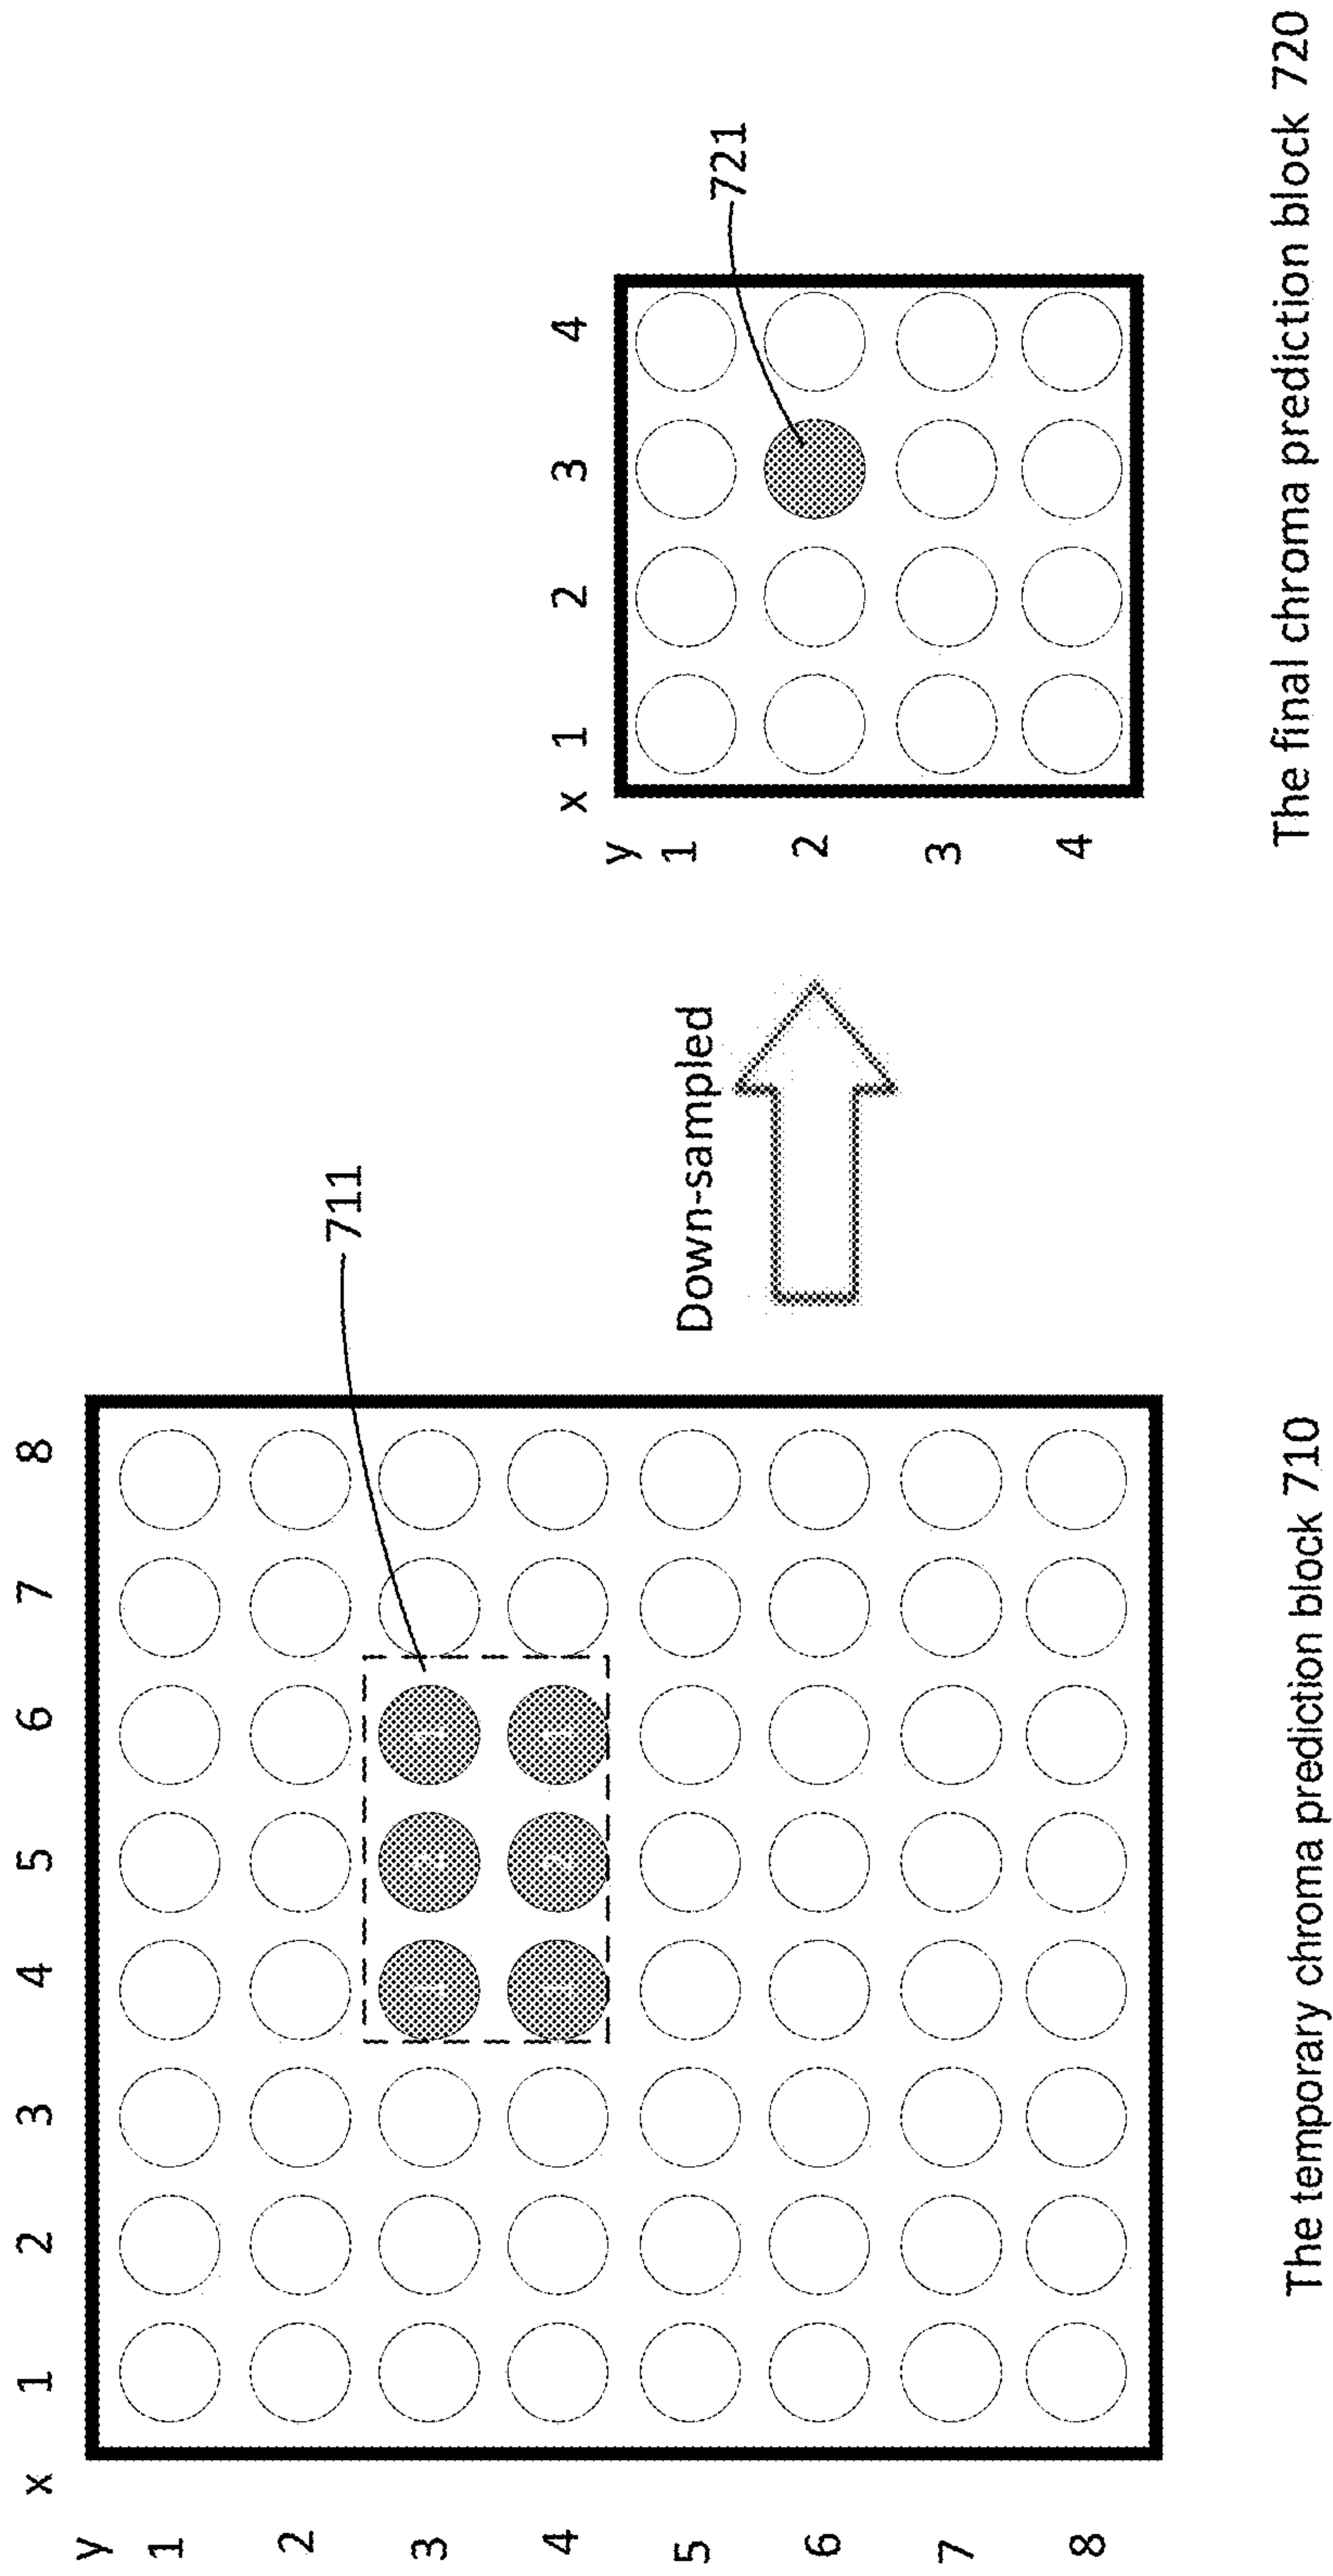 x 1 2 3 4 5 6 7 8
y
1
2
3
4
5
6
7
8
711
The temporary chroma prediction block 710
Down-sampled
x 1 2 3 4
y
1
2
3
4
721
The final chroma prediction block 720